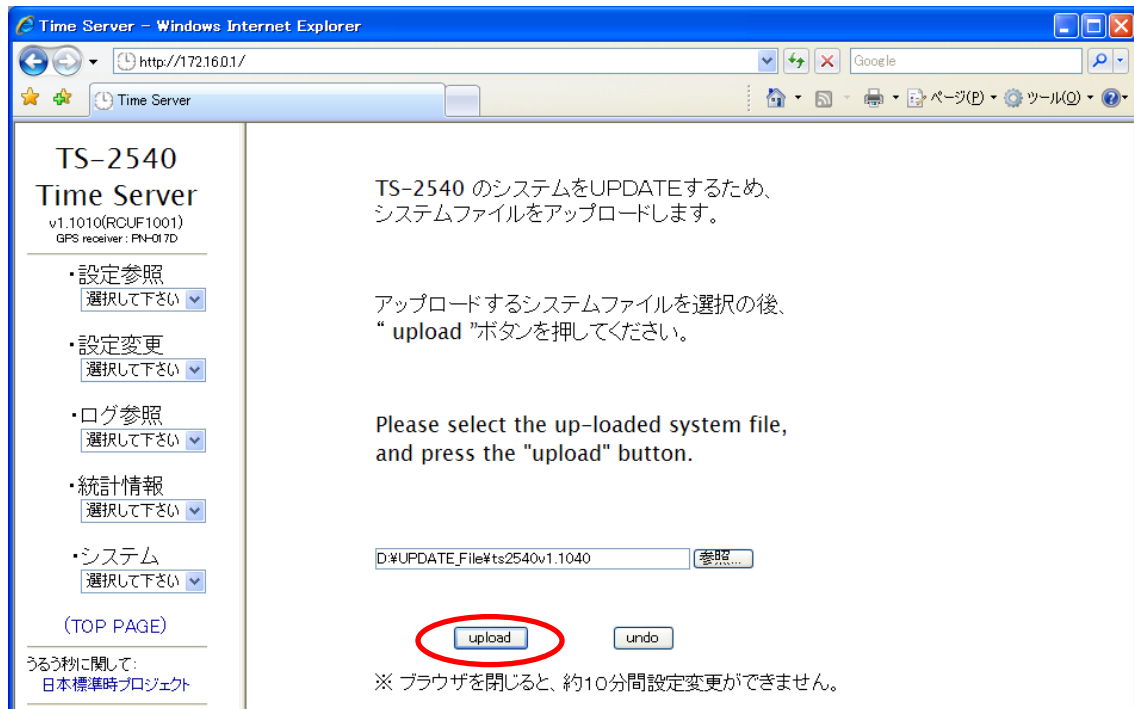 Time Server - Windows Internet Explorer
http://172.16.0.1/
Google
Time Server
ページ(P)
ツール(O)
TS-2540
Time Server
v1.1010(RCUF1001)
GPS receiver : PN-017D
・設定参照
選択して下さい
・設定変更
選択して下さい
・ログ参照
選択して下さい
・統計情報
選択して下さい
・システム
選択して下さい
(TOP PAGE)
うるう秒に関して:
日本標準時プロジェクト
TS-2540 のシステムをUPDATEするため、
システムファイルをアップロードします。
アップロードするシステムファイルを選択の後、
“ upload ”ボタンを押してください。
Please select the up-loaded system file,
and press the "upload" button.
D:¥UPDATE_File¥ts2540v1.1040
参照...
upload
undo
※ ブラウザを閉じると、約10分間設定変更ができません。